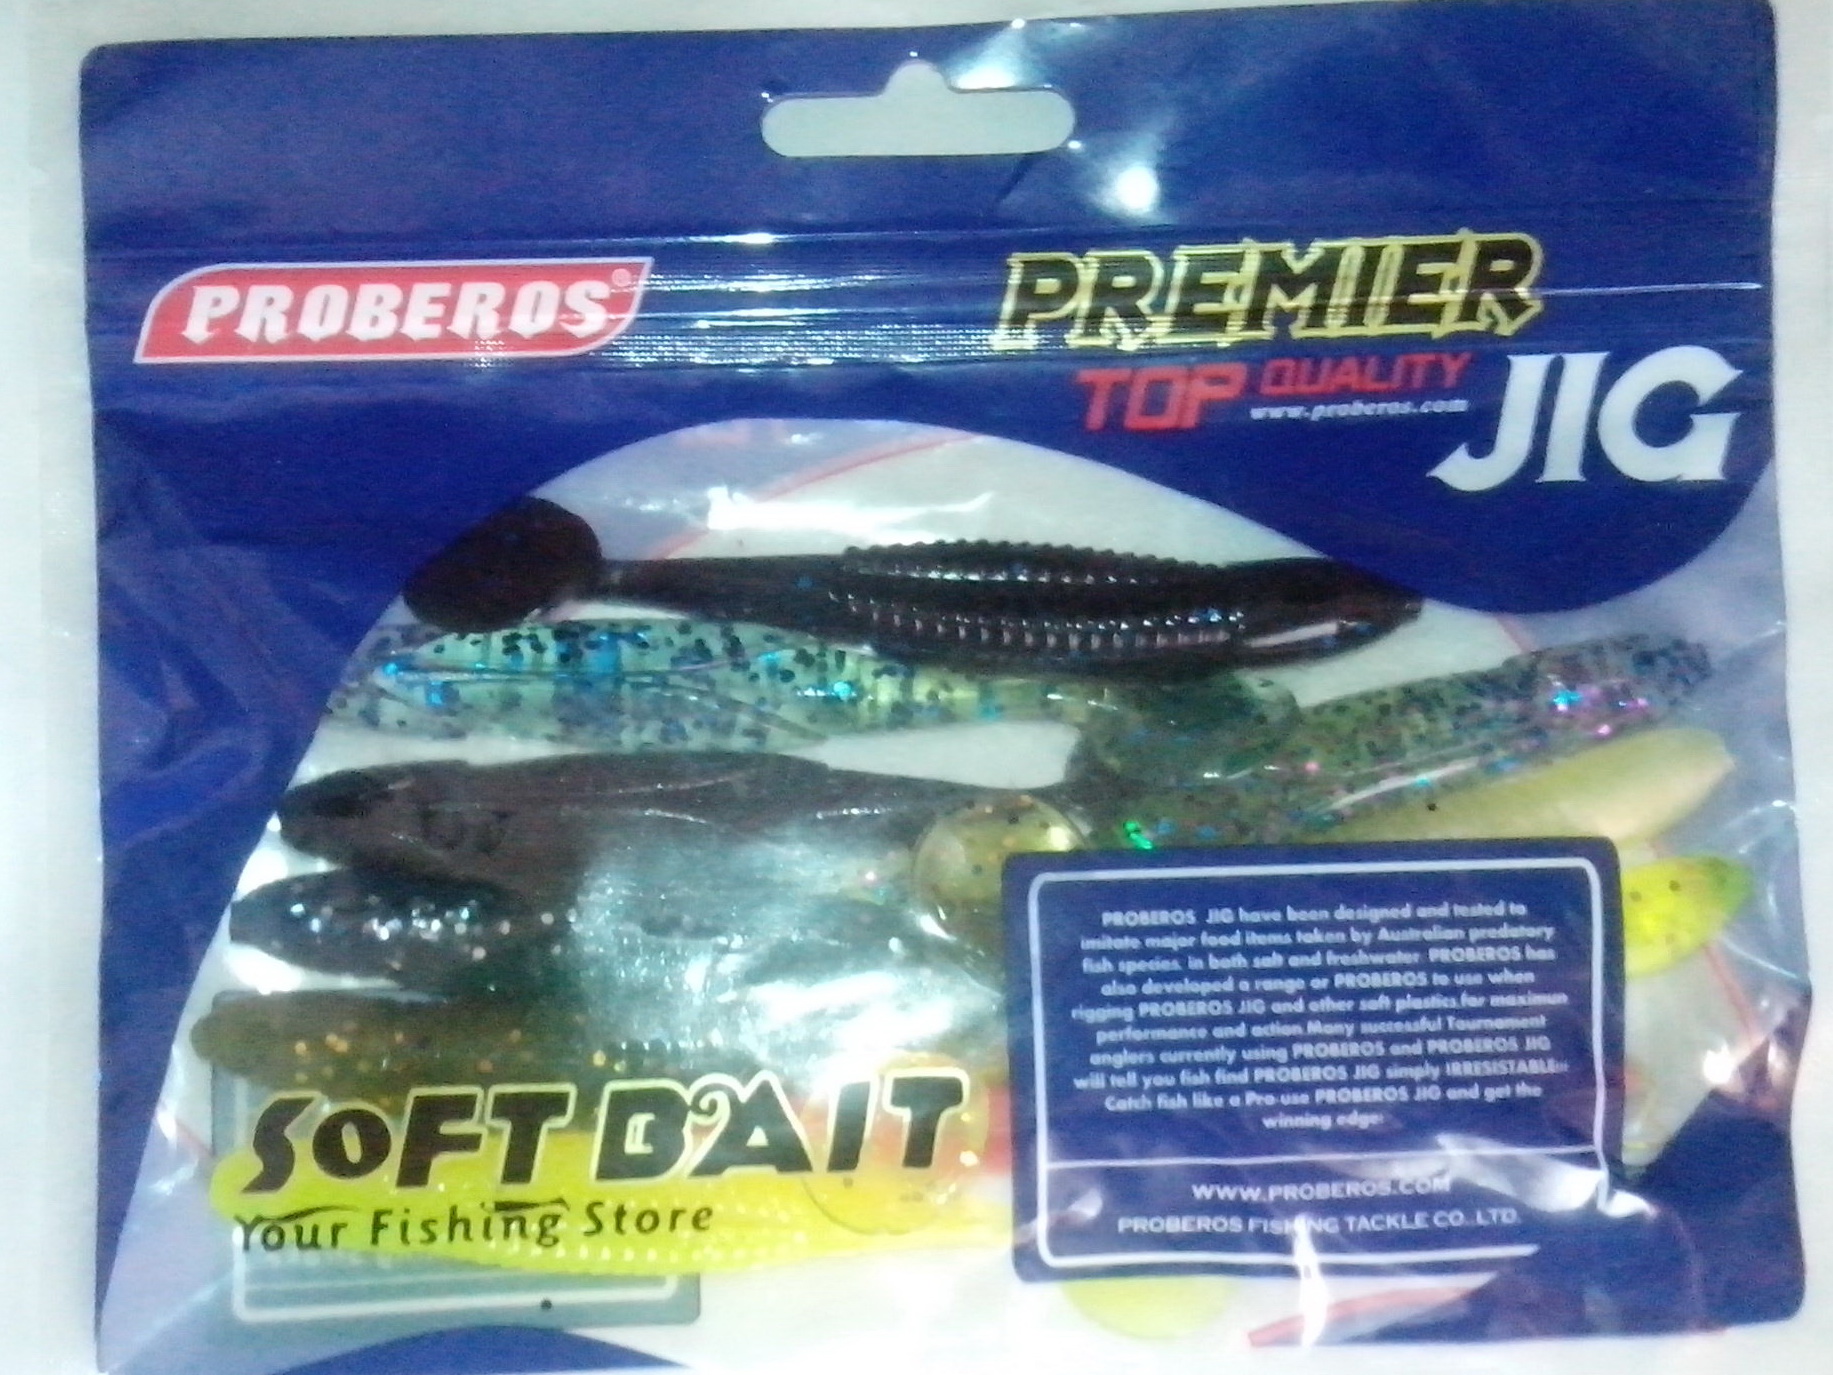 PROBEROS®
PREMIER
TOP QUALITY
www.proberos.com
JIG
PROBEROS JIG have been designed and tested to
imitate major food items taken by Australian predatory
fish species. in both salt and freshwater. PROBEROS has
also developed a range or PROBEROS to use when
rigging PROBEROS JIG and other soft plastics.for maximun
performance and action.Many successful Tournament
anglers currently using PROBEROS and PROBEROS JIG
will tell you fish find PROBEROS JIG simply IRRESISTABLE...
Catch fish like a Pro-use PROBEROS JIG and get the
winning edge.
WWW.PROBEROS.COM
PROBEROS FISHING TACKLE CO.,LTD.
SOFT BAIT
Your Fishing Store